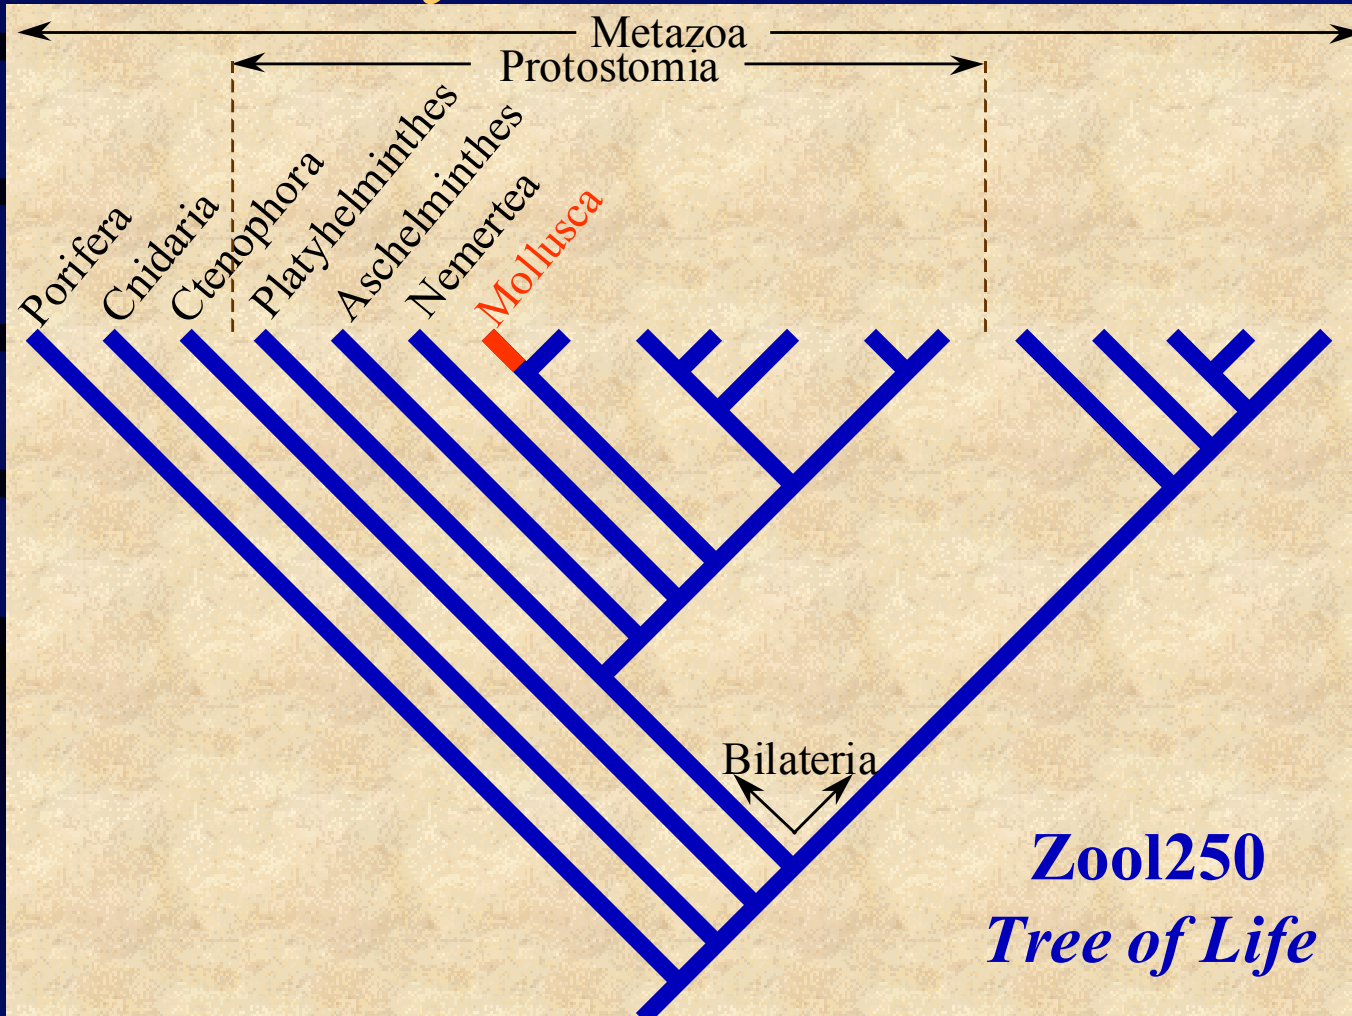 Metazoa
Protostomia
Porifera
Cnidaria
Ctenophora
Platyhelminthes
Aschelminthes
Nemertea
Mollusca
Bilateria
Zool250
Tree of Life